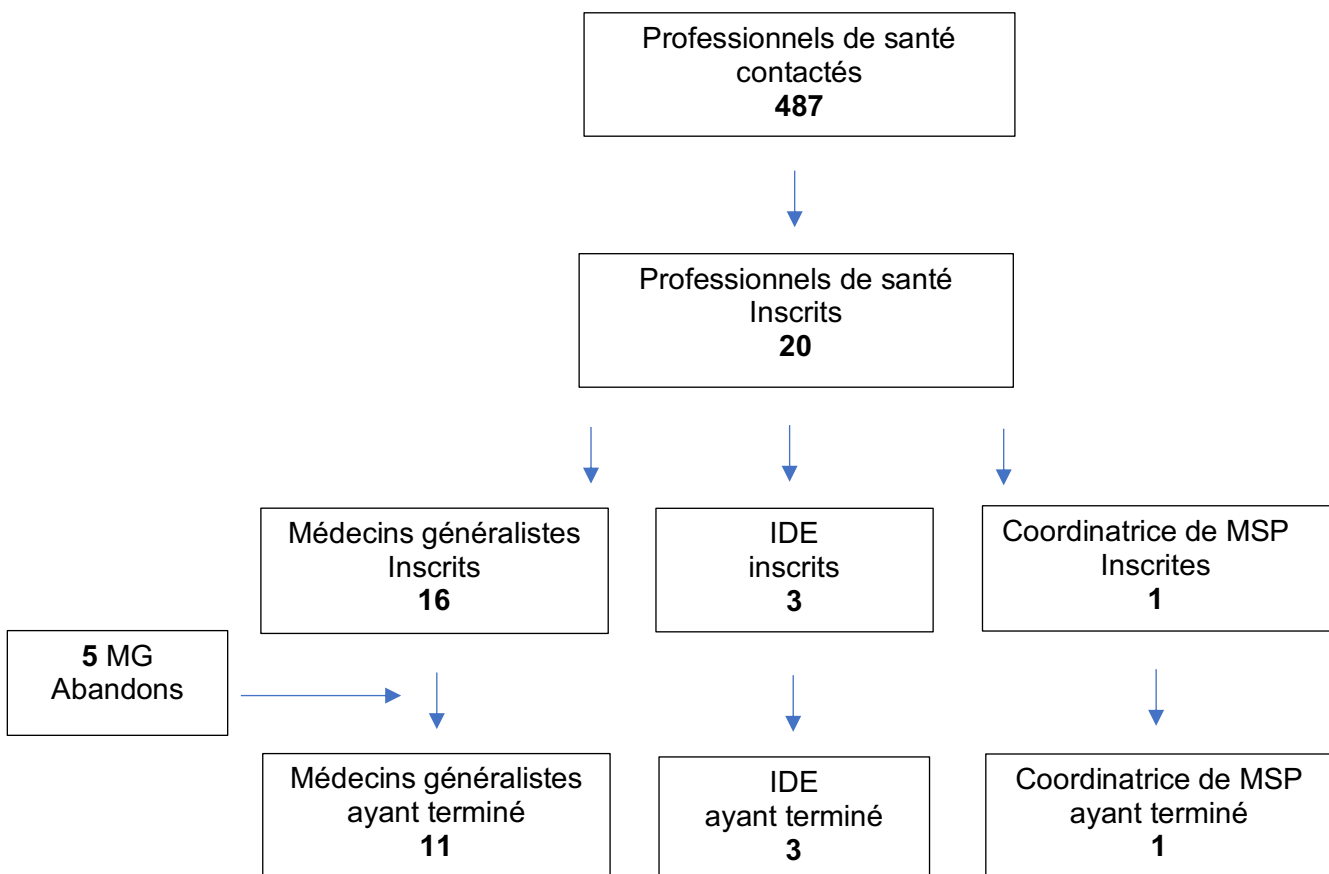 Professionnels de santé
contactés
487
Professionnels de santé
Inscrits
20
Médecins généralistes
Inscrits
16
IDE
inscrits
3
Coordinatrice de MSP
Inscrites
1
5 MG
Abandons
Médecins généralistes
ayant terminé
11
IDE
ayant terminé
3
Coordinatrice de MSP
ayant terminé
1